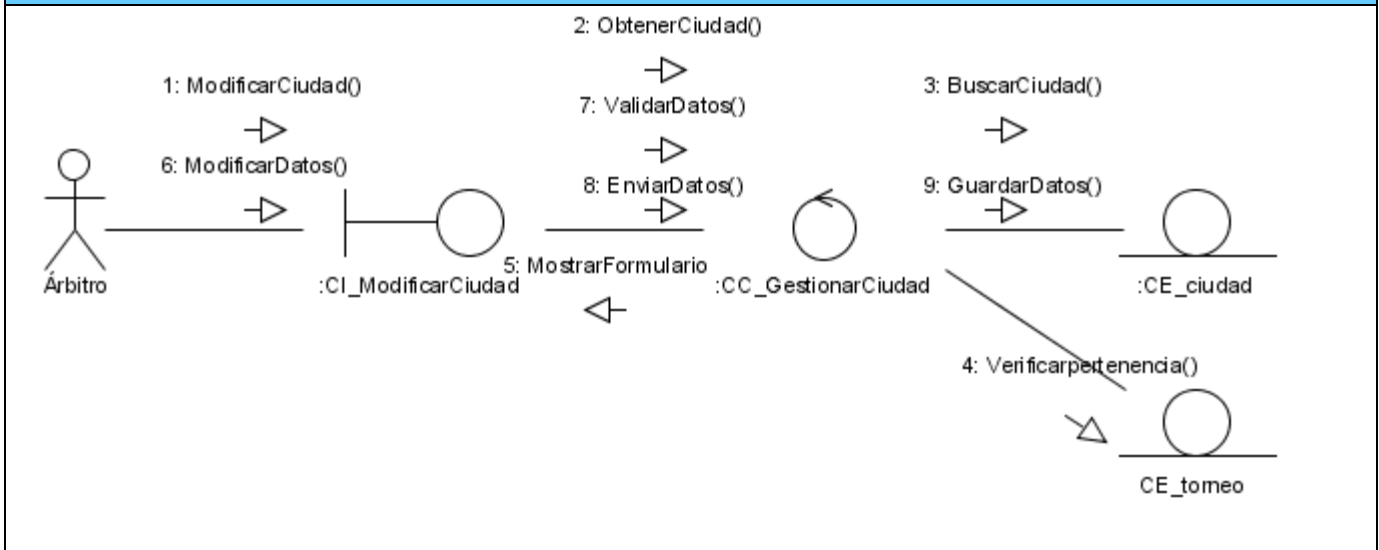 2: ObtenerCiudad()
1: ModificarCiudad()
3: BuscarCiudad()
7: ValidarDatos()
6: ModificarDatos()
8: EnviarDatos()
9: GuardarDatos()
5: MostrarFormulario
Árbitro
:CI_ModificarCiudad
:CC_GestionarCiudad
:CE_ciudad
4: Verificarpertenencia()
CE_torneo